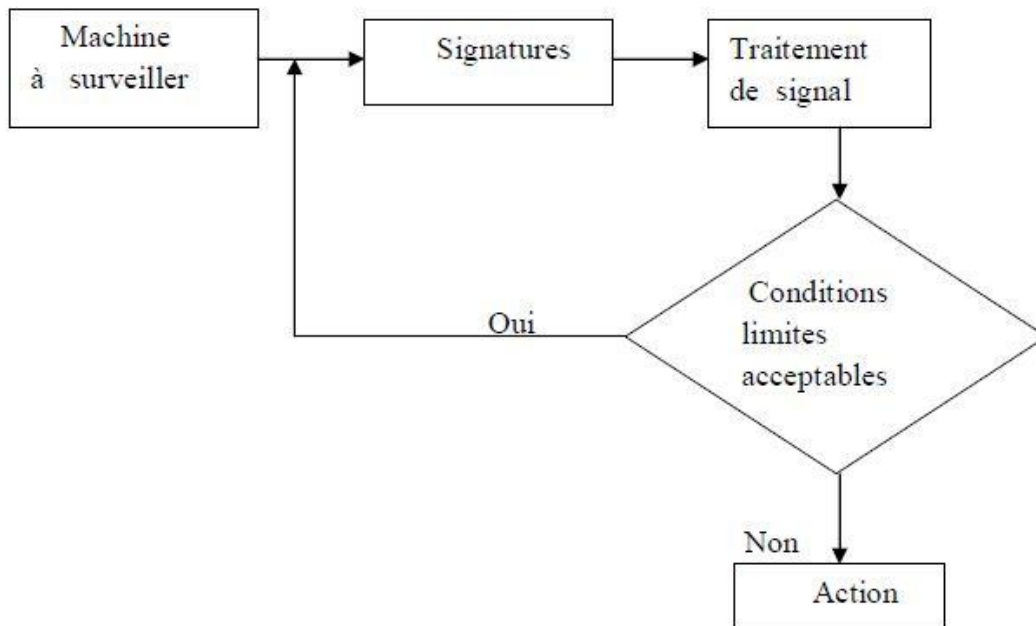 Machine
à surveiller
Signatures
Traitement
de signal
Conditions
limites
acceptables
Oui
Non
Action